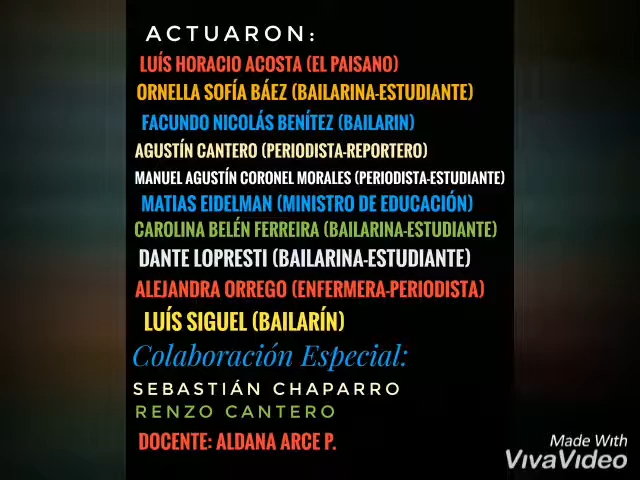 ACTUARON:
LUÍS HORACIO ACOSTA (EL PAISANO)
ORNELLA SOFÍA BÁEZ (BAILARINA-ESTUDIANTE)
FACUNDO NICOLÁS BENÍTEZ (BAILARIN)
AGUSTÍN CANTERO (PERIODISTA-REPORTERO)
MANUEL AGUSTÍN CORONEL MORALES (PERIODISTA-ESTUDIANTE)
MATIAS EIDELMAN (MINISTRO DE EDUCACIÓN)
CAROLINA BELÉN FERREIRA (BAILARINA-ESTUDIANTE)
DANTE LOPRESTI (BAILARINA-ESTUDIANTE)
ALEJANDRA ORREGO (ENFERMERA-PERIODISTA)
LUÍS SIGUEL (BAILARÍN)
Colaboración Especial:
SEBASTIÁN CHAPARRO
RENZO CANTERO
DOCENTE: ALDANA ARCE P.
Made With
VivaVideo